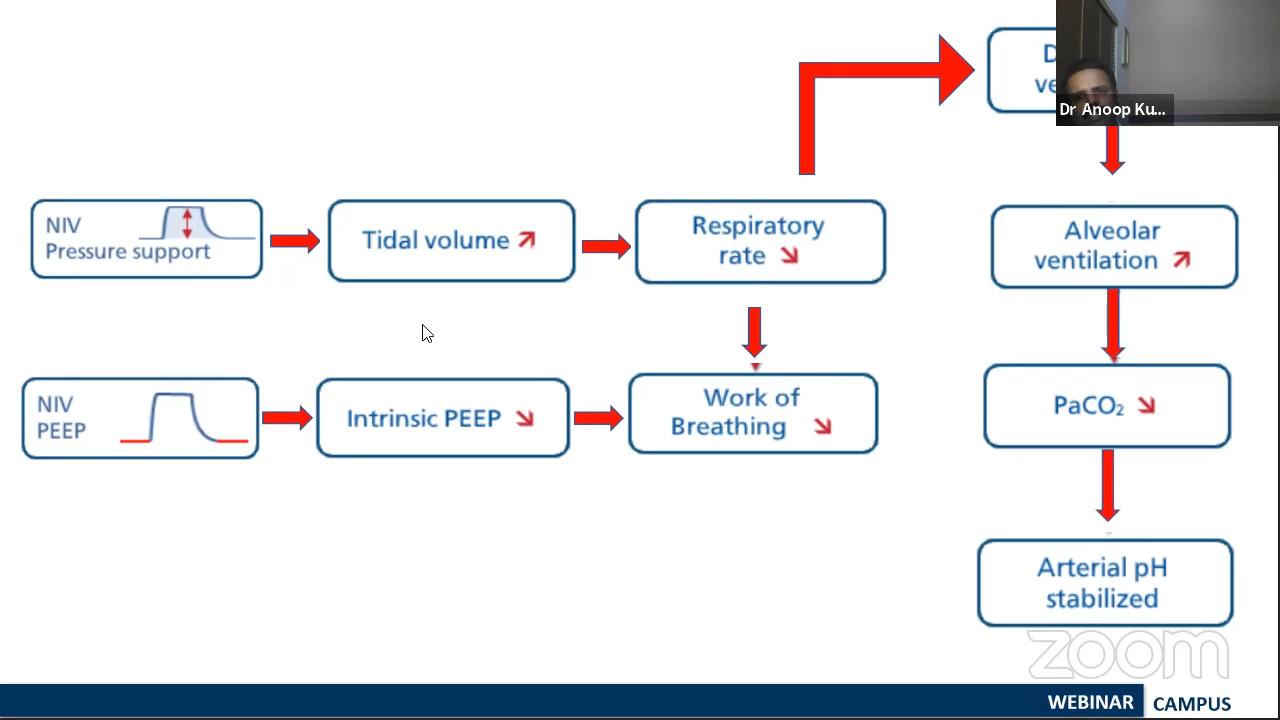 Dr Anoop Ku...
NIV
Pressure support
Tidal volume
Respiratory
rate
Alveolar
ventilation
NIV
PEEP
Intrinsic PEEP
Work of
Breathing
PaCO₂
Arterial pH
stabilized
zoom
WEBINAR CAMPUS